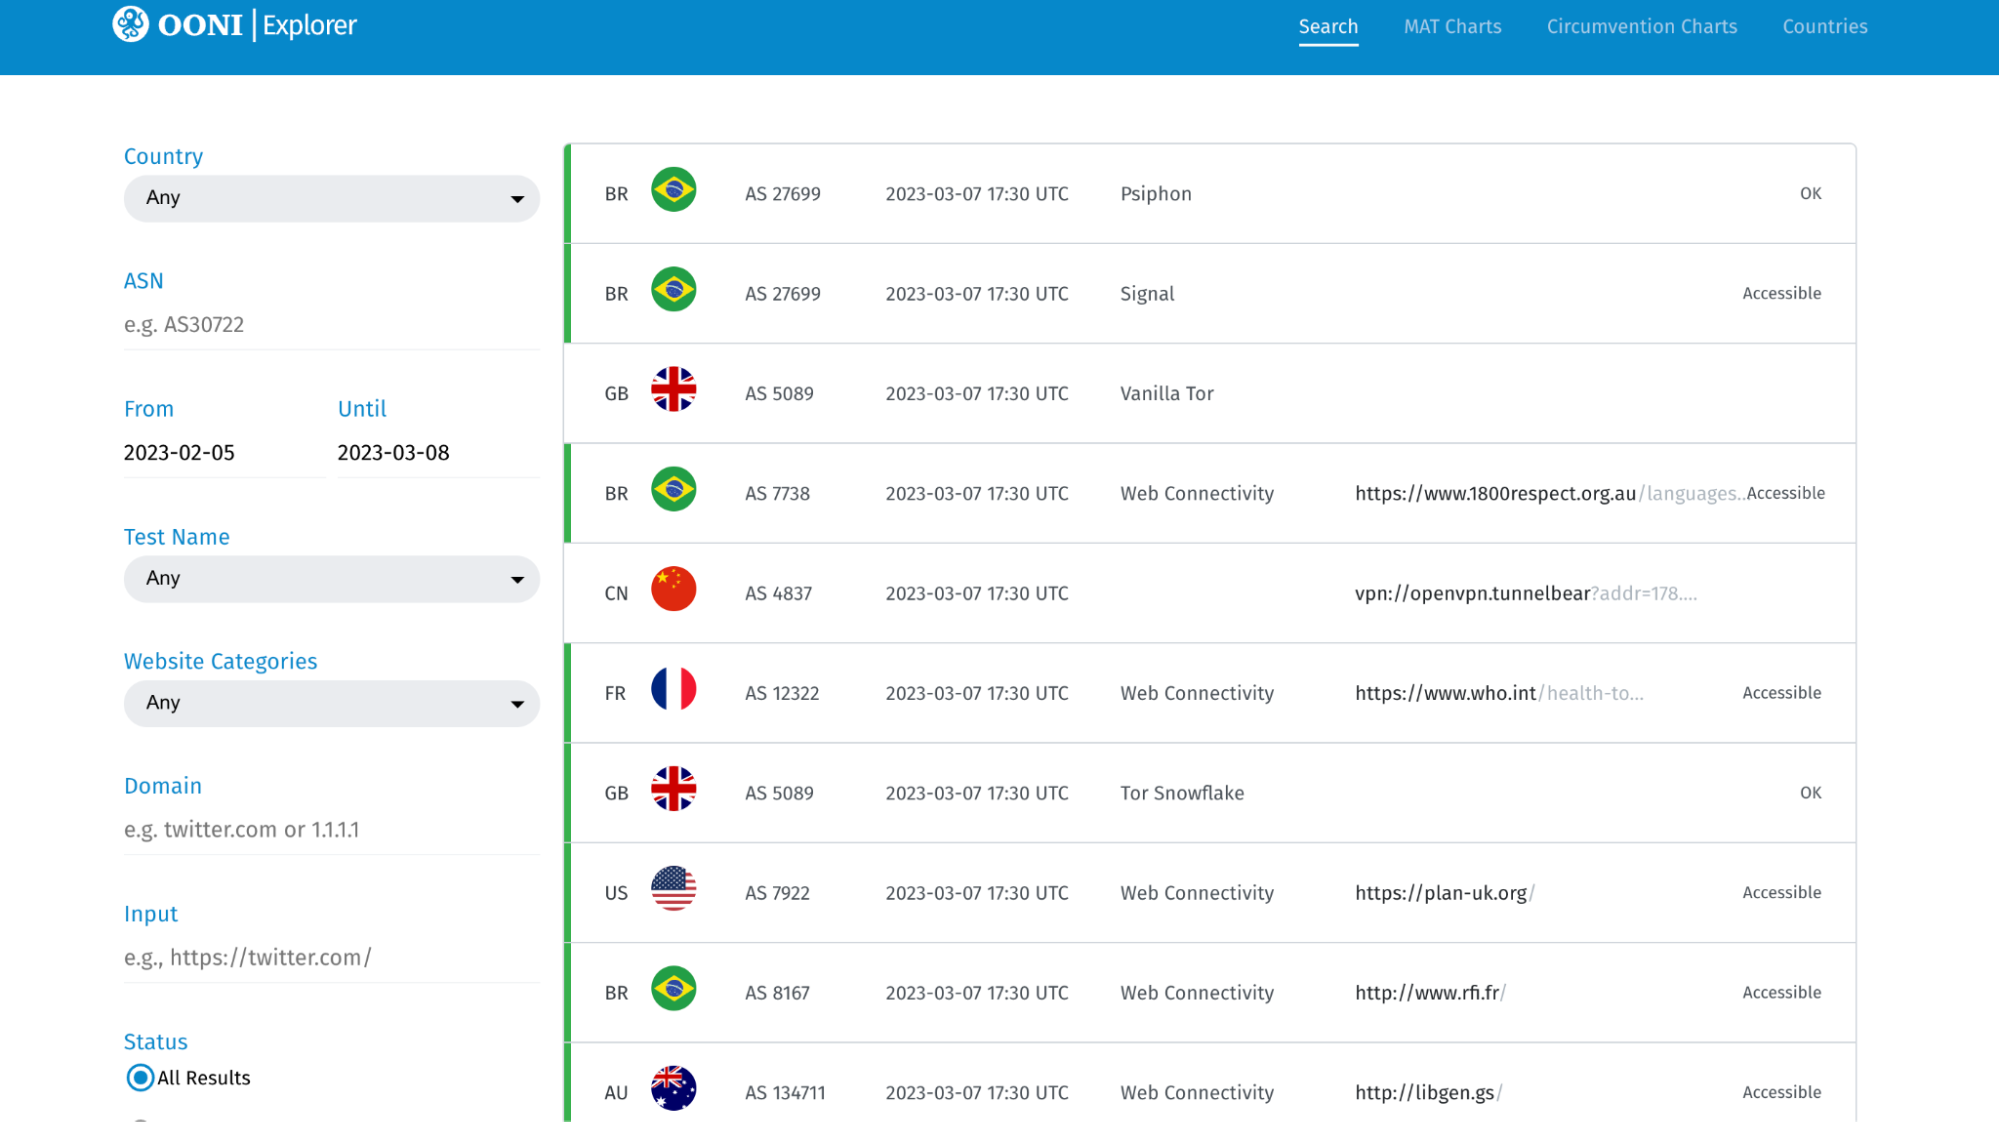 OONI | Explorer
Search MAT Charts Circumvention Charts Countries
Country
Any
ASN
e.g. AS30722
From Until
2023-02-05 2023-03-08
Test Name
Any
Website Categories
Any
Domain
e.g. twitter.com or 1.1.1.1
Input
e.g., https://twitter.com/
Status
All Results
BR AS 27699 2023-03-07 17:30 UTC Psiphon OK
BR AS 27699 2023-03-07 17:30 UTC Signal Accessible
GB AS 5089 2023-03-07 17:30 UTC Vanilla Tor
BR AS 7738 2023-03-07 17:30 UTC Web Connectivity https://www.1800respect.org.au/languages... Accessible
CN AS 4837 2023-03-07 17:30 UTC vpn://openvpn.tunnelbear?addr=178....
FR AS 12322 2023-03-07 17:30 UTC Web Connectivity https://www.who.int/health-to... Accessible
GB AS 5089 2023-03-07 17:30 UTC Tor Snowflake OK
US AS 7922 2023-03-07 17:30 UTC Web Connectivity https://plan-uk.org/ Accessible
BR AS 8167 2023-03-07 17:30 UTC Web Connectivity http://www.rfi.fr/ Accessible
AU AS 134711 2023-03-07 17:30 UTC Web Connectivity http://libgen.gs/ Accessible